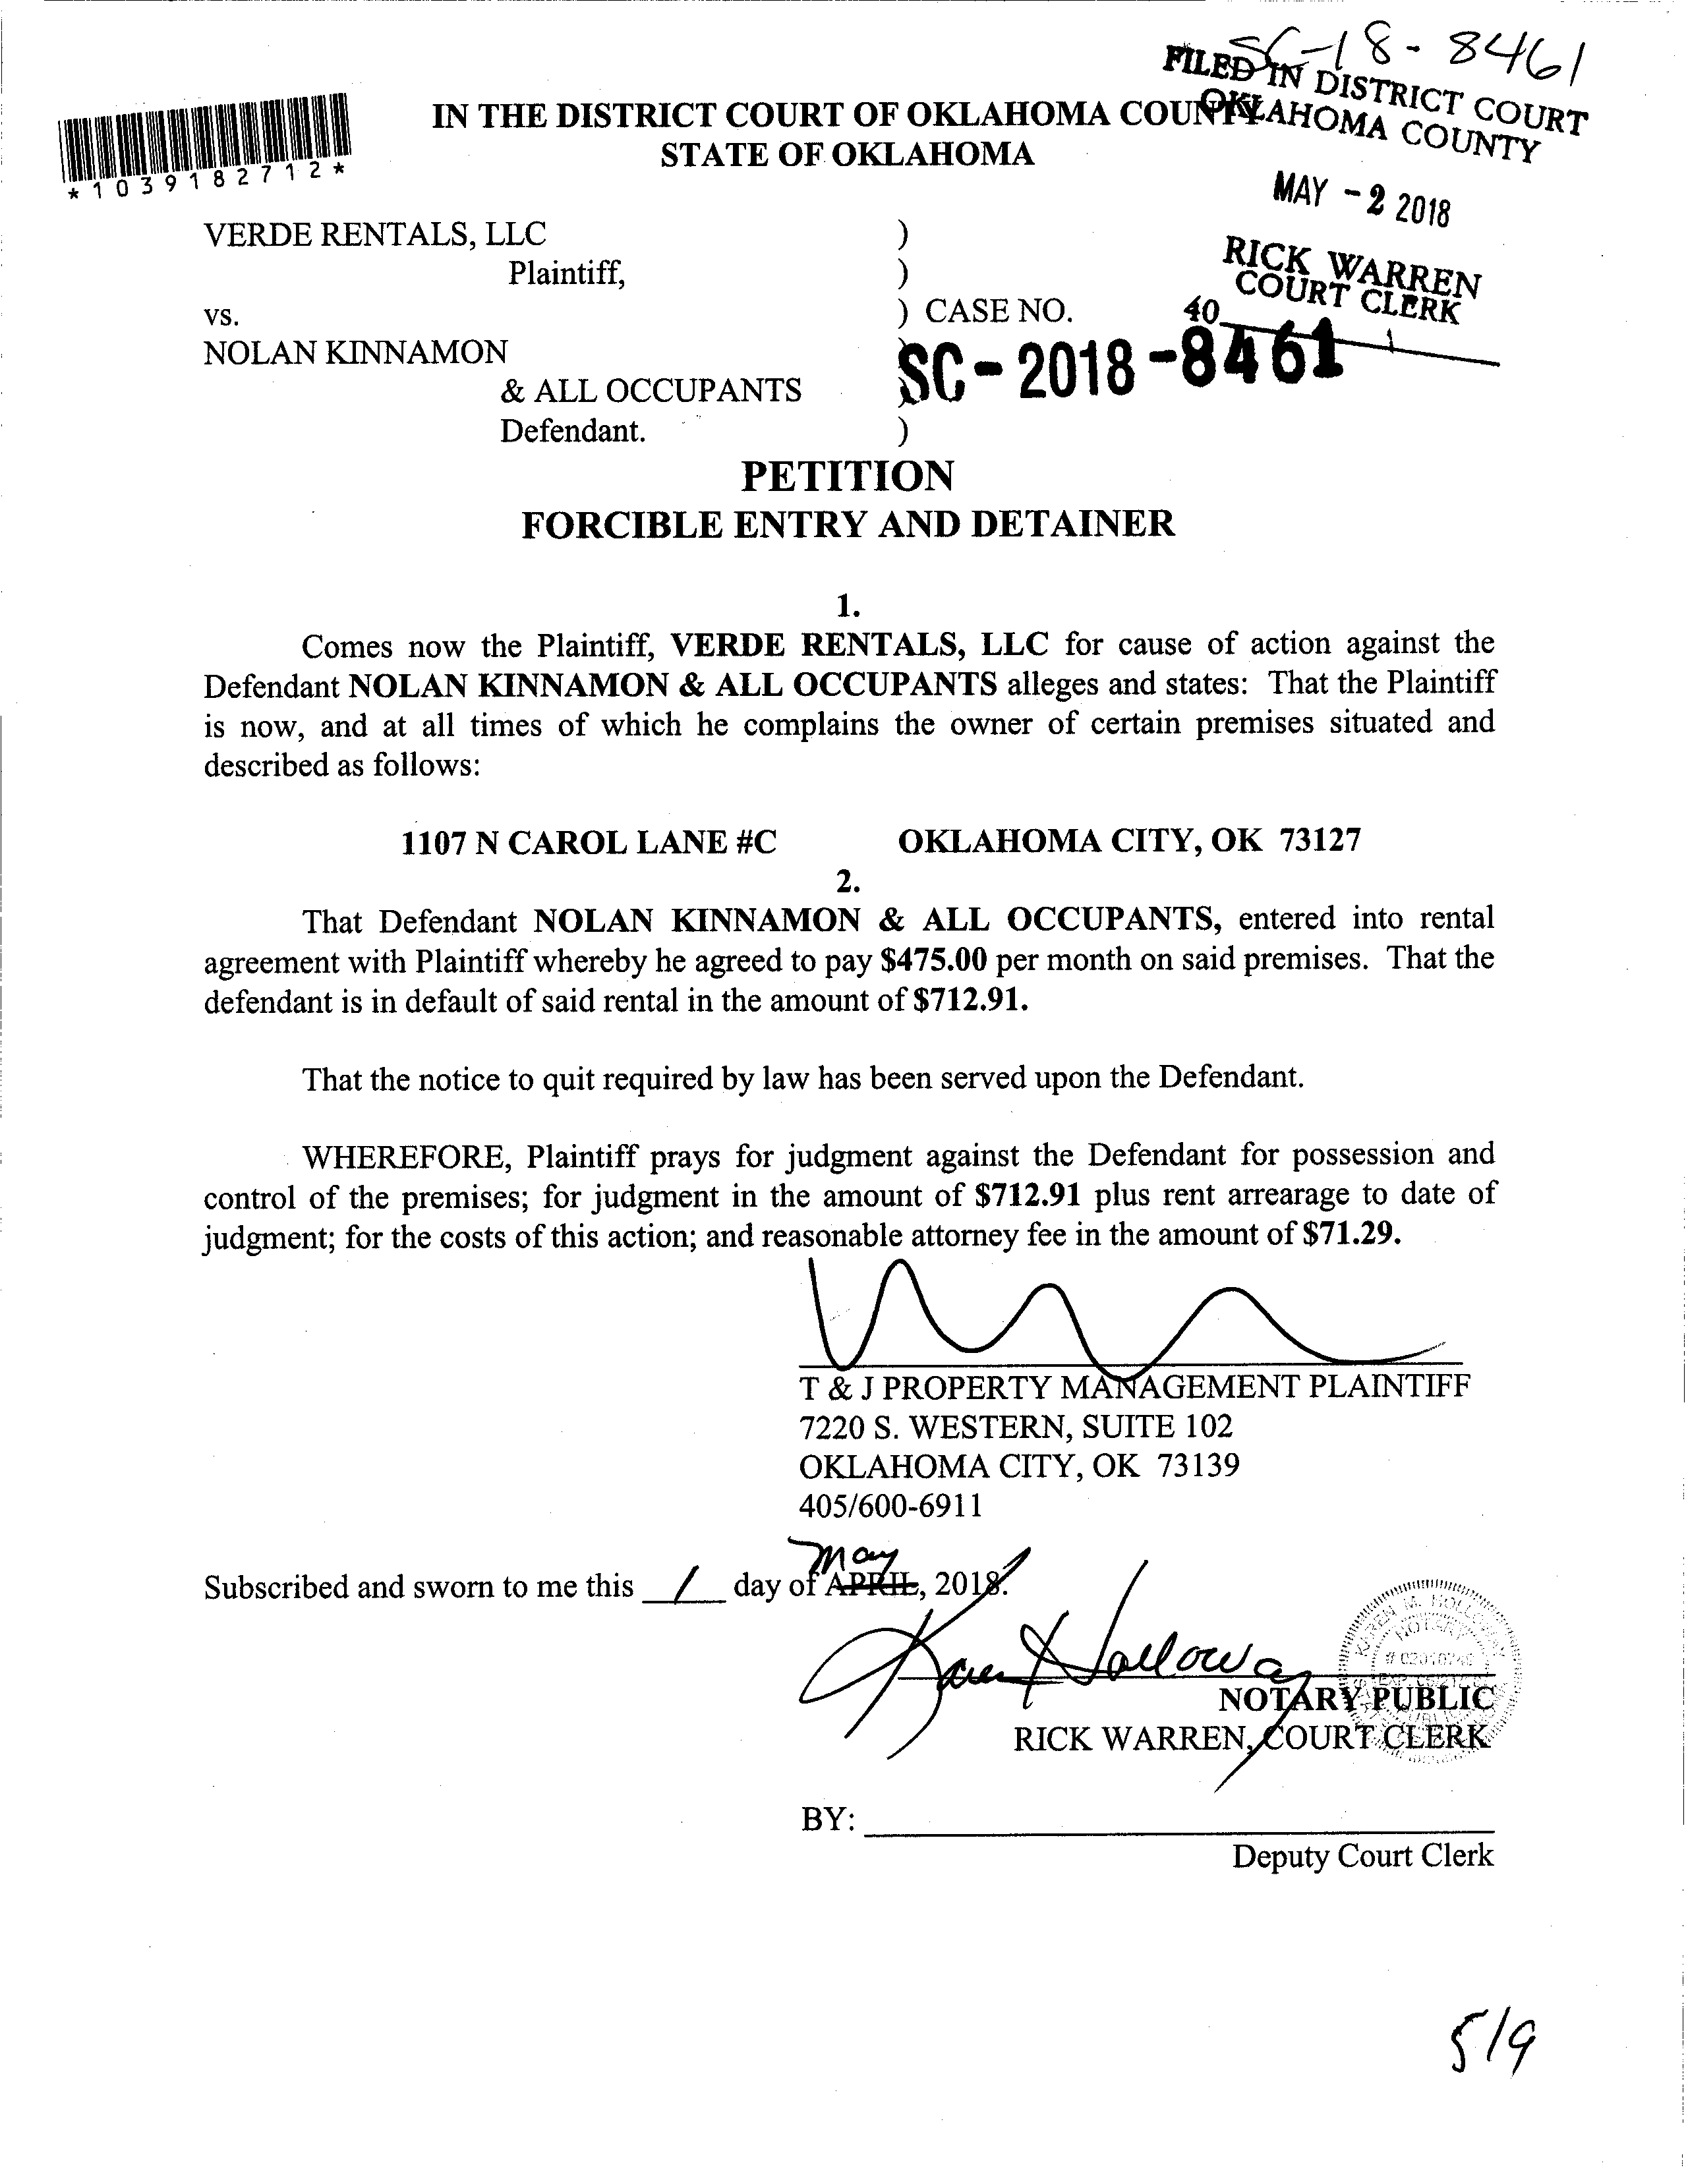 SC-18-8461
FILED IN DISTRICT COURT
OKLAHOMA COUNTY
IN THE DISTRICT COURT OF OKLAHOMA COUNTY
STATE OF OKLAHOMA
*1039182712*
MAY -2 2018
RICK WARREN
COURT CLERK
40
VERDE RENTALS, LLC )
Plaintiff, )
vs. ) CASE NO.
NOLAN KINNAMON )
SC-2018-8461
& ALL OCCUPANTS )
Defendant. )
PETITION
FORCIBLE ENTRY AND DETAINER
1.
Comes now the Plaintiff, VERDE RENTALS, LLC for cause of action against the
Defendant NOLAN KINNAMON & ALL OCCUPANTS alleges and states: That the Plaintiff
is now, and at all times of which he complains the owner of certain premises situated and
described as follows:
1107 N CAROL LANE #C OKLAHOMA CITY, OK 73127
2.
That Defendant NOLAN KINNAMON & ALL OCCUPANTS, entered into rental
agreement with Plaintiff whereby he agreed to pay $475.00 per month on said premises. That the
defendant is in default of said rental in the amount of $712.91.
That the notice to quit required by law has been served upon the Defendant.
WHEREFORE, Plaintiff prays for judgment against the Defendant for possession and
control of the premises; for judgment in the amount of $712.91 plus rent arrearage to date of
judgment; for the costs of this action; and reasonable attorney fee in the amount of $71.29.
T & J PROPERTY MANAGEMENT PLAINTIFF
7220 S. WESTERN, SUITE 102
OKLAHOMA CITY, OK 73139
405/600-6911
May
Subscribed and sworn to me this 1 day of APRIL, 2018.
Karen Holloway
KAREN M. HOLLOWAY
NOTARY
NOTARY PUBLIC
RICK WARREN, COURT CLERK
BY:
Deputy Court Clerk
5/9